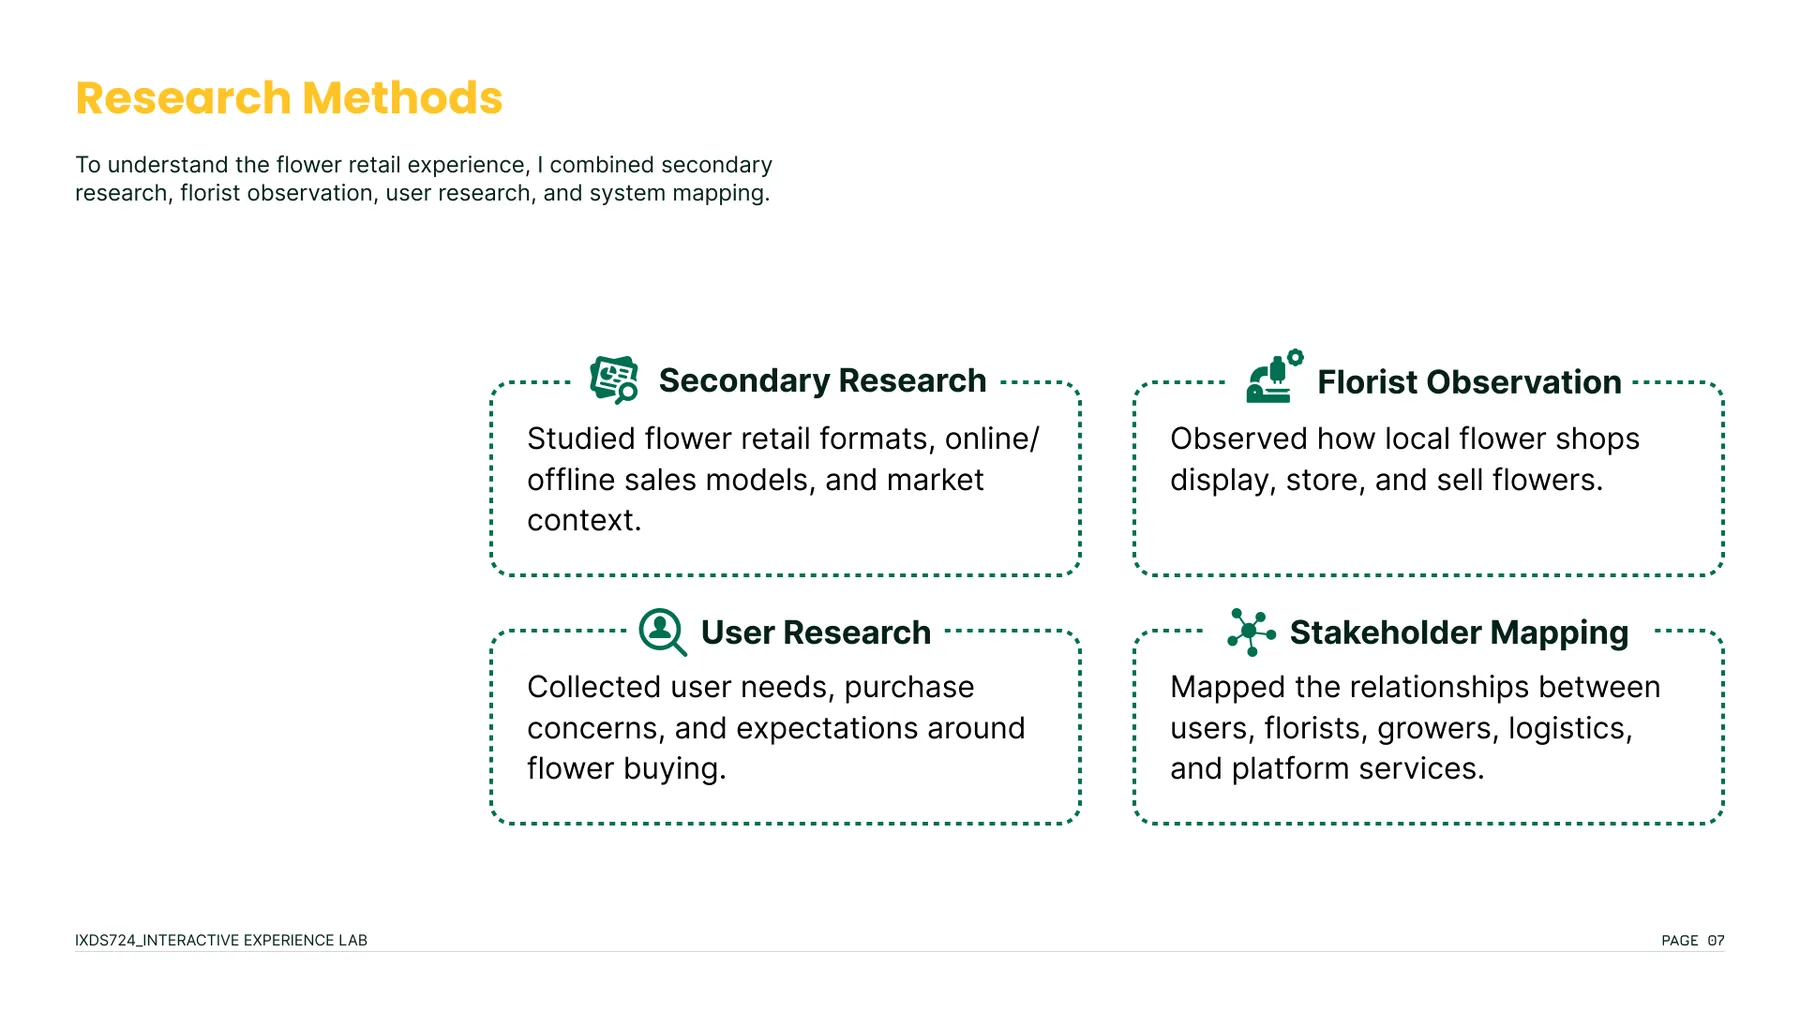 Research Methods
To understand the flower retail experience, I combined secondary
research, florist observation, user research, and system mapping.
Secondary Research
Studied flower retail formats, online/
offline sales models, and market
context.
Florist Observation
Observed how local flower shops
display, store, and sell flowers.
User Research
Collected user needs, purchase
concerns, and expectations around
flower buying.
Stakeholder Mapping
Mapped the relationships between
users, florists, growers, logistics,
and platform services.
IXDS724_INTERACTIVE EXPERIENCE LAB
PAGE 07